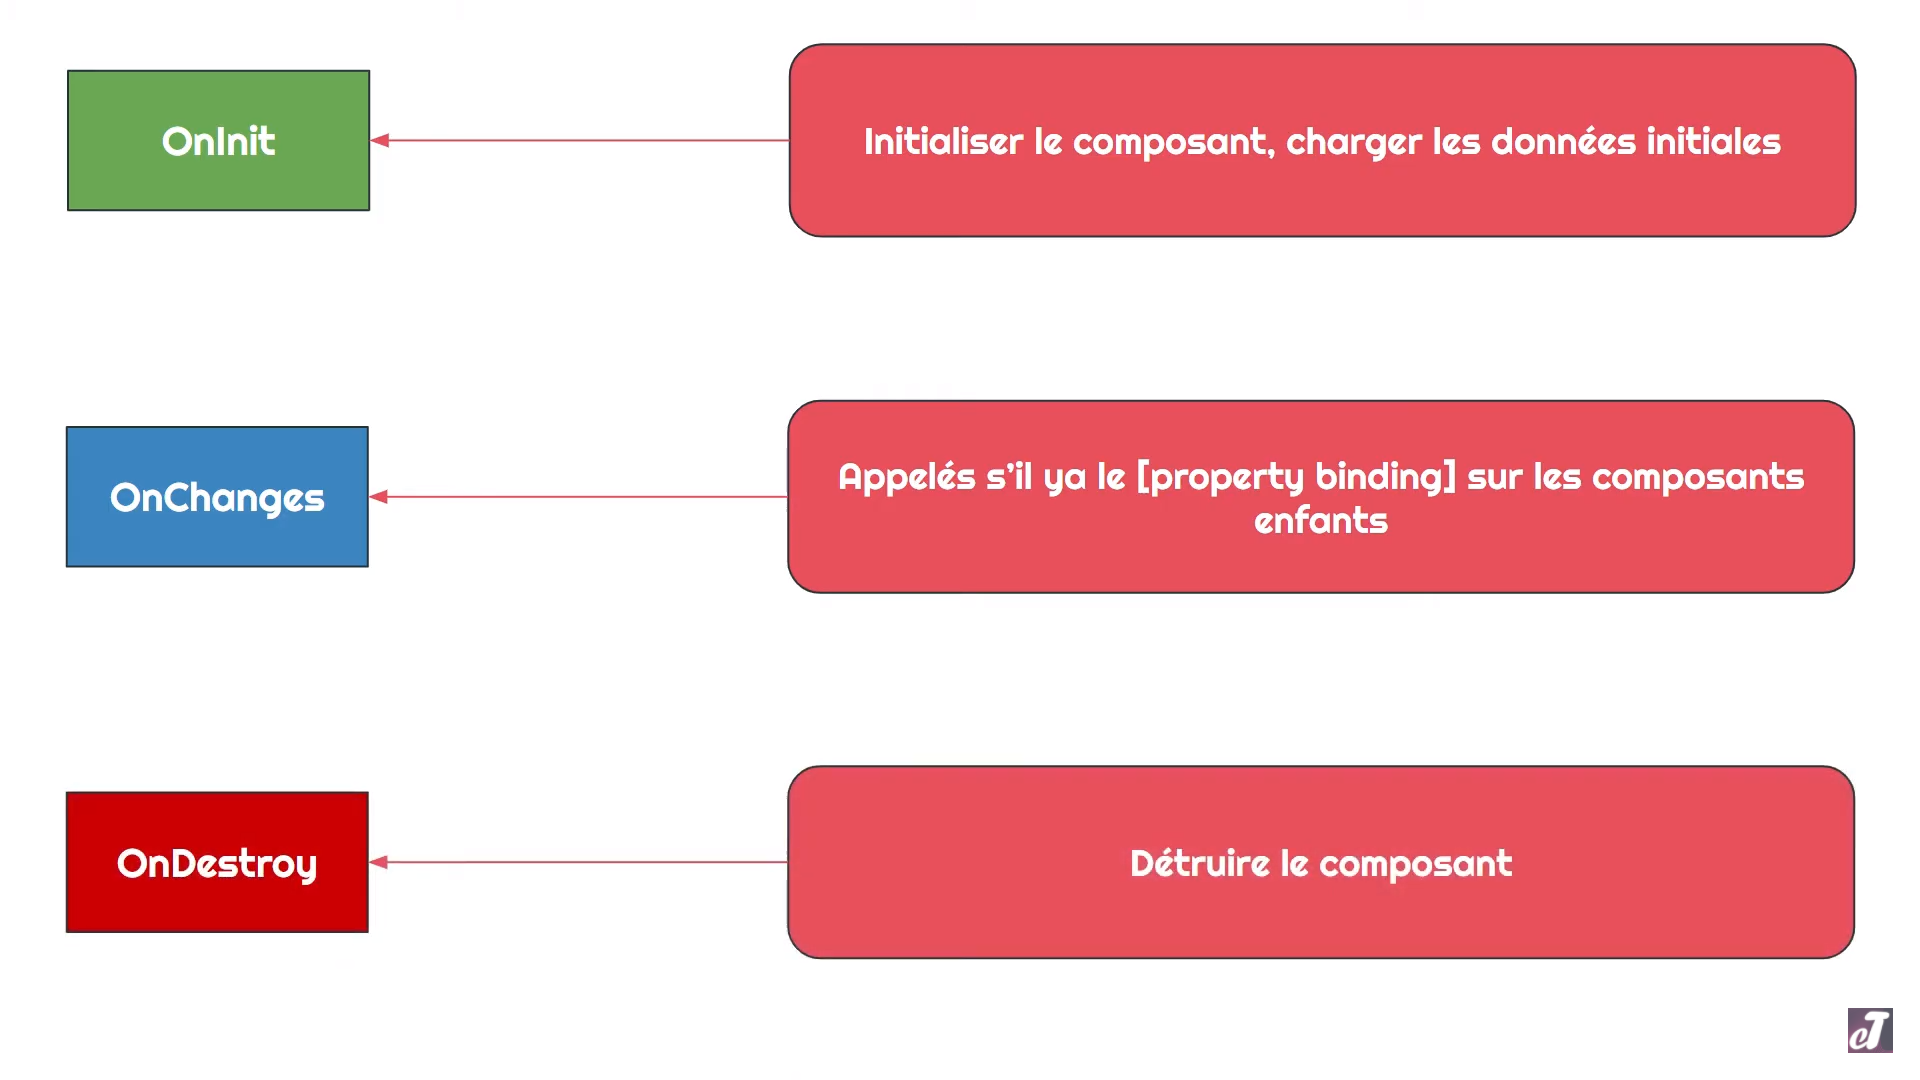 OnInit
Initialiser le composant, charger les données initiales
OnChanges
Appelés s'il ya le [property binding] sur les composants
enfants
OnDestroy
Détruire le composant
eT